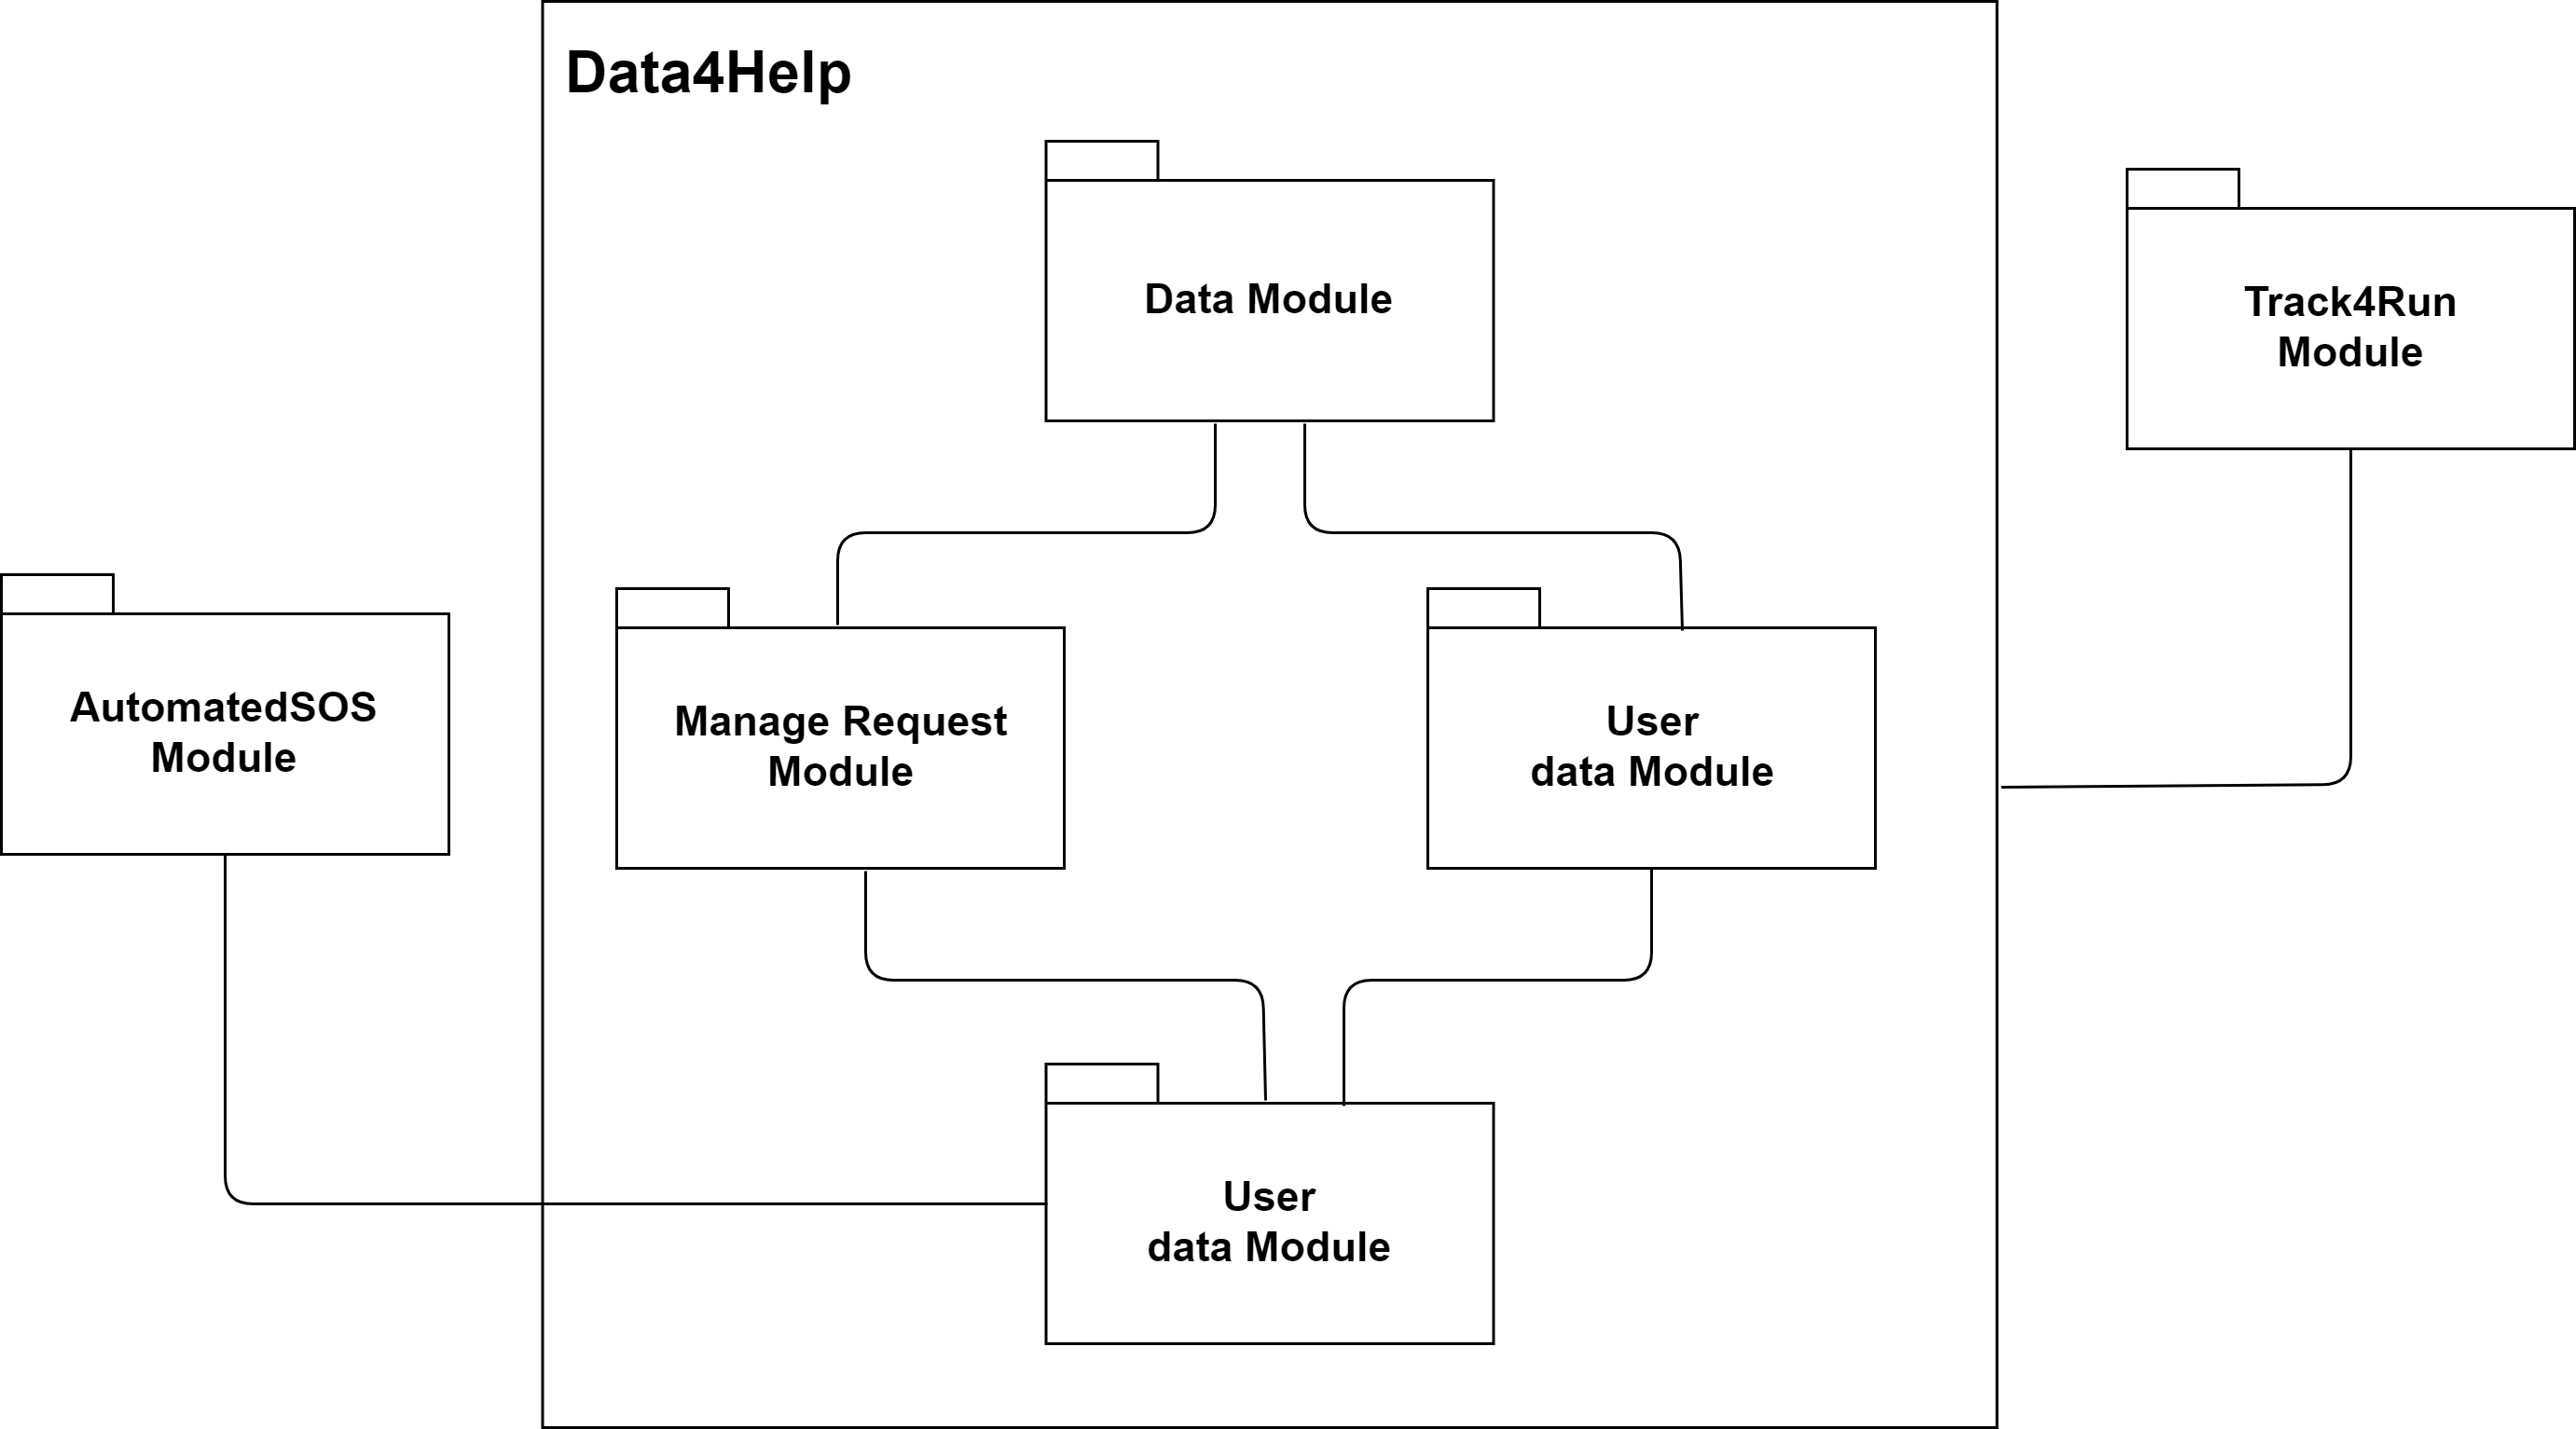 Data4Help
Data Module
Track4Run
Module
AutomatedSOS
Module
Manage Request
Module
User
data Module
User
data Module